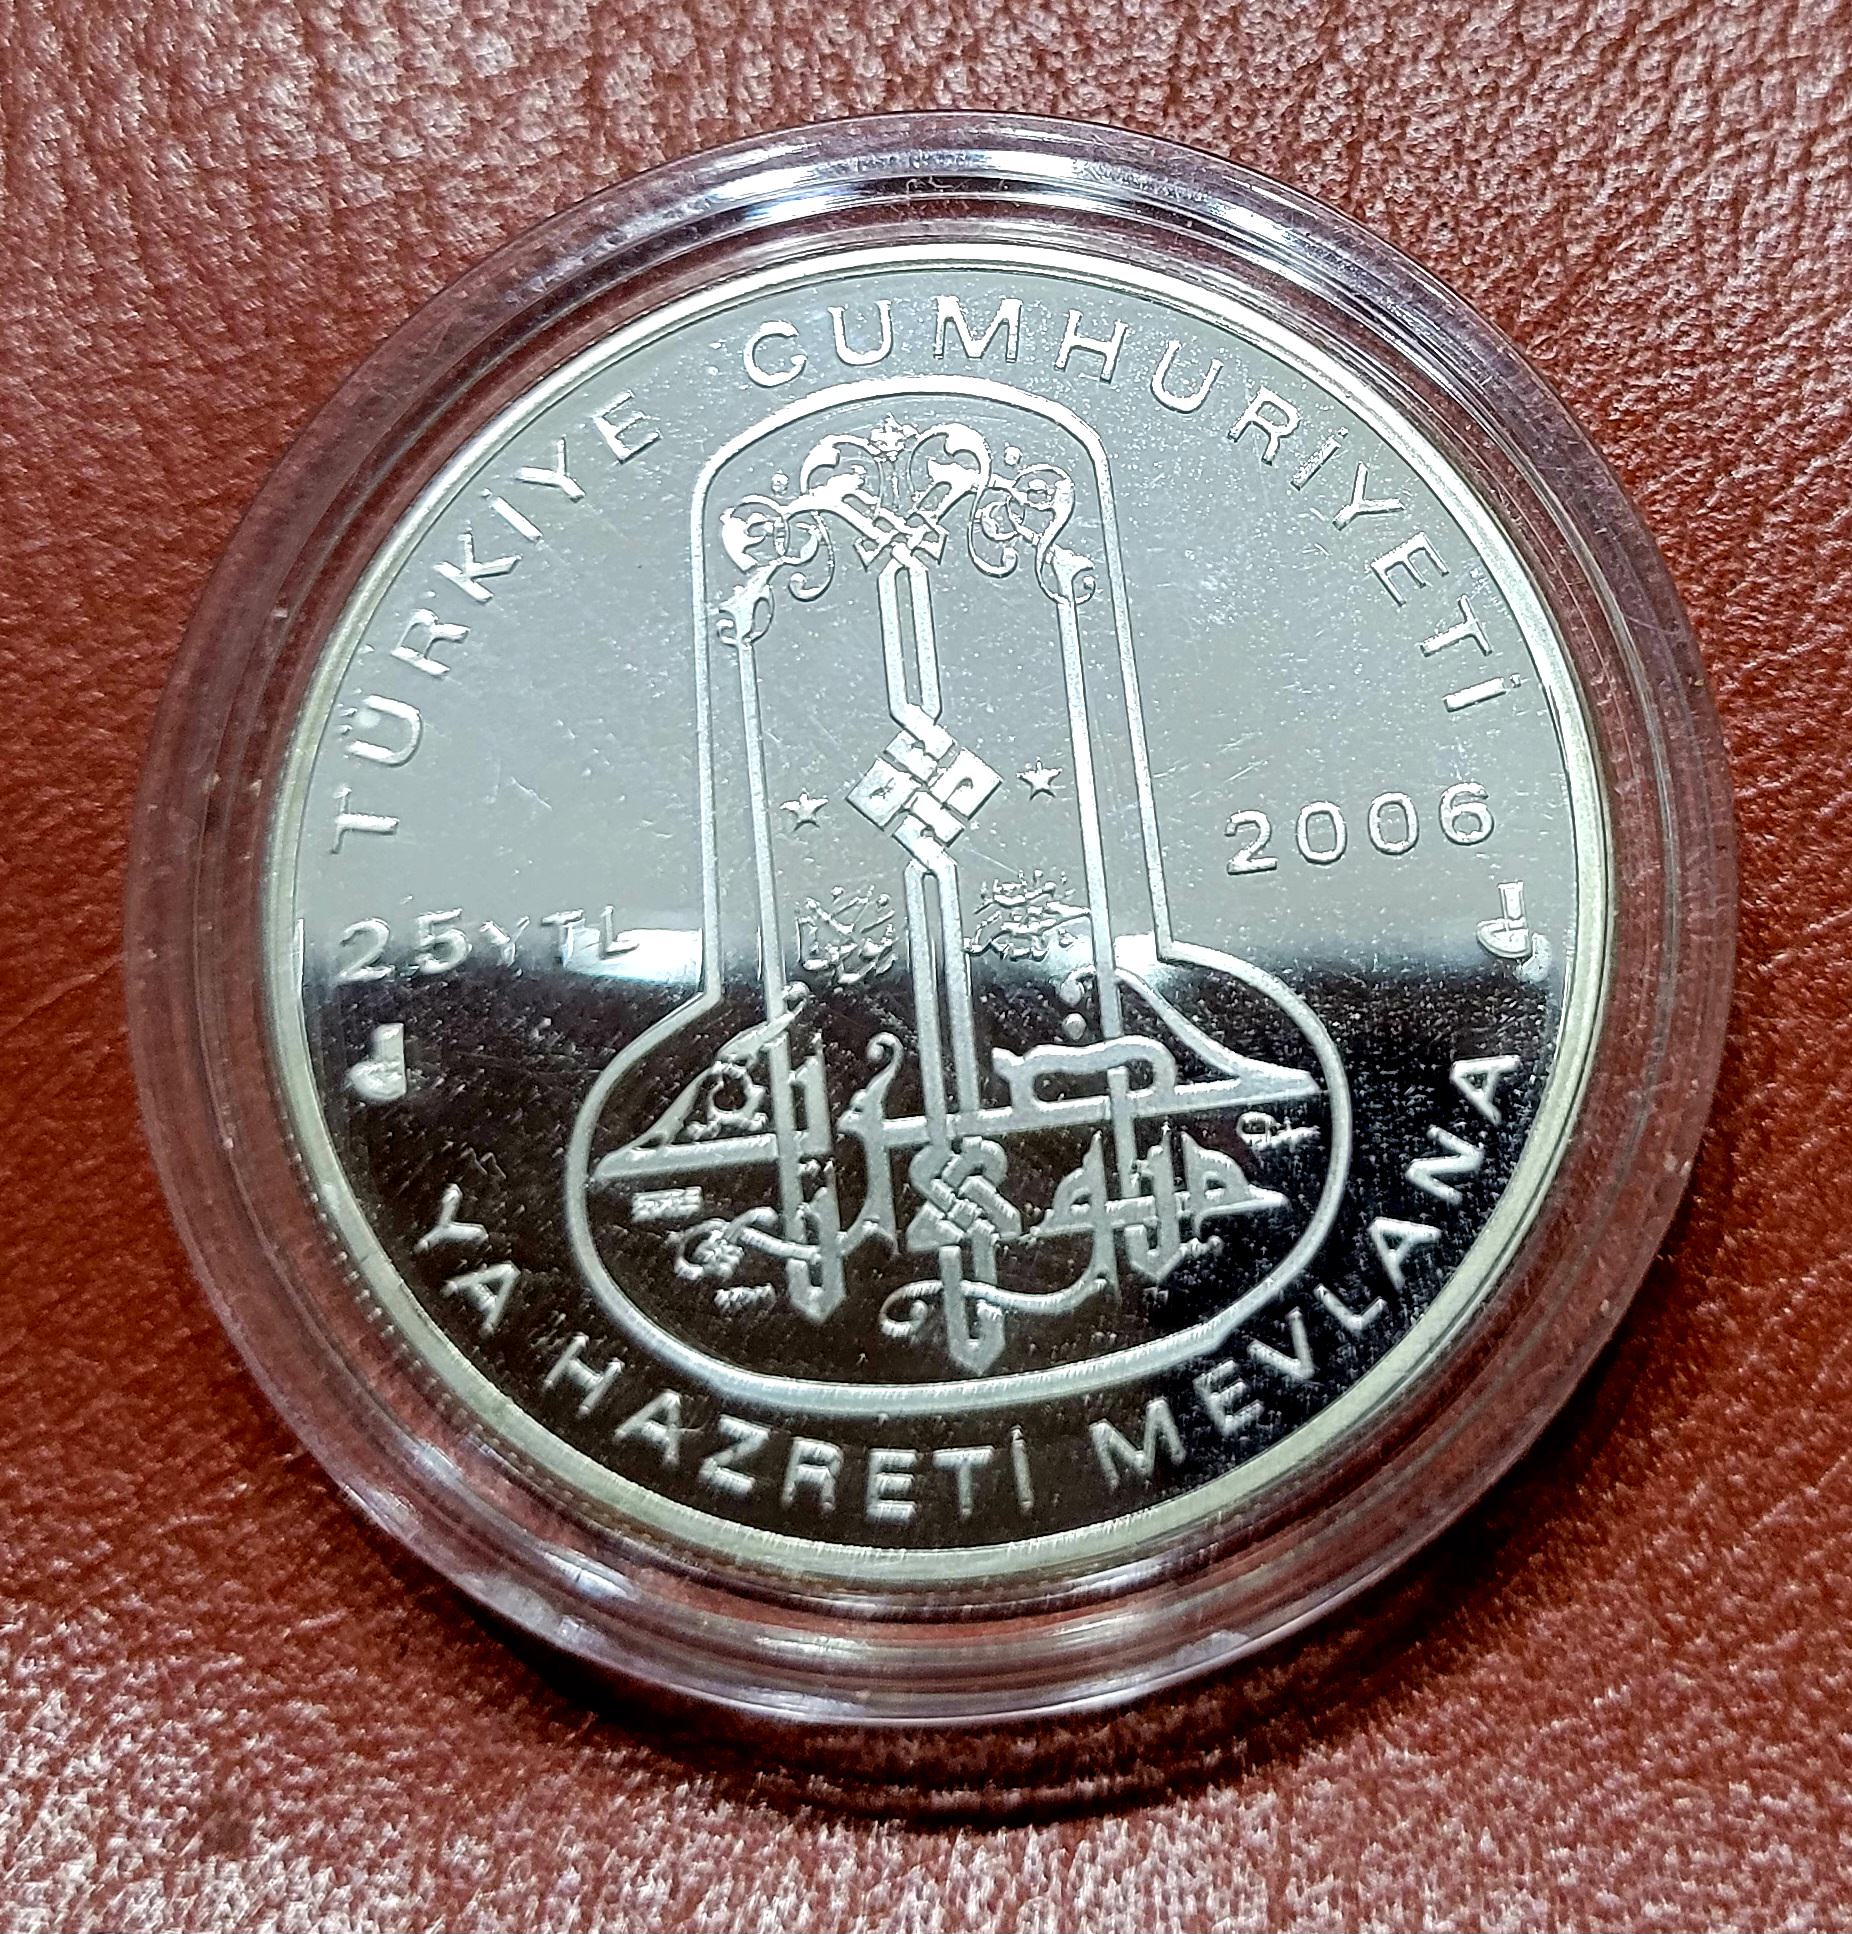 TÜRKİYE CUMHURİYETİ
25 YTL
2006
YA HAZRETİ MEVLANA